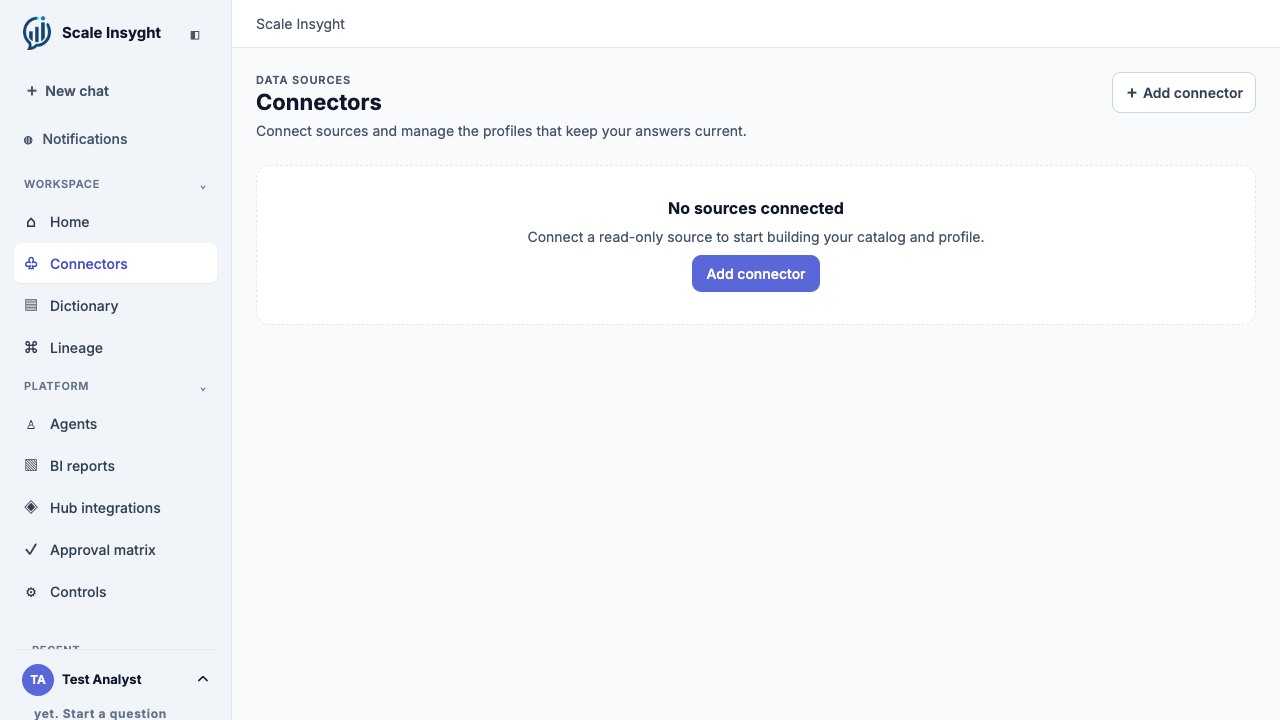 Scale Insyght
+ New chat
Notifications
WORKSPACE
Home
Connectors
Dictionary
Lineage
PLATFORM
Agents
BI reports
Hub integrations
Approval matrix
Controls
RECENT
TA
Test Analyst
yet. Start a question
Scale Insyght
DATA SOURCES
Connectors
Connect sources and manage the profiles that keep your answers current.
+ Add connector
No sources connected
Connect a read-only source to start building your catalog and profile.
Add connector